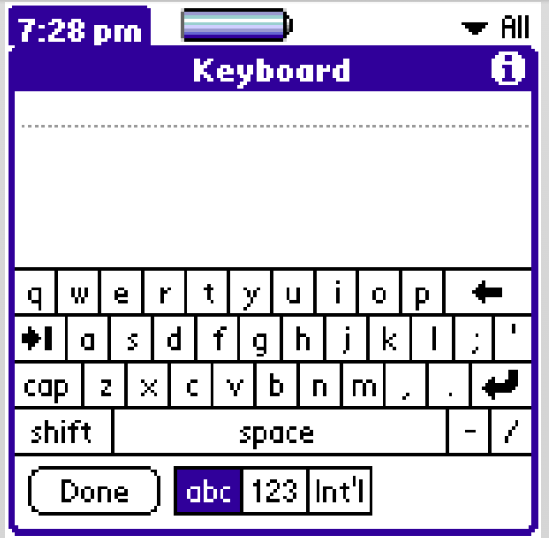 7:28 pm All
Keyboard i
q w e r t y u i o p
a s d f g h j k l ; '
cap z x c v b n m , .
shift space - /
Done abc 123 Int'l